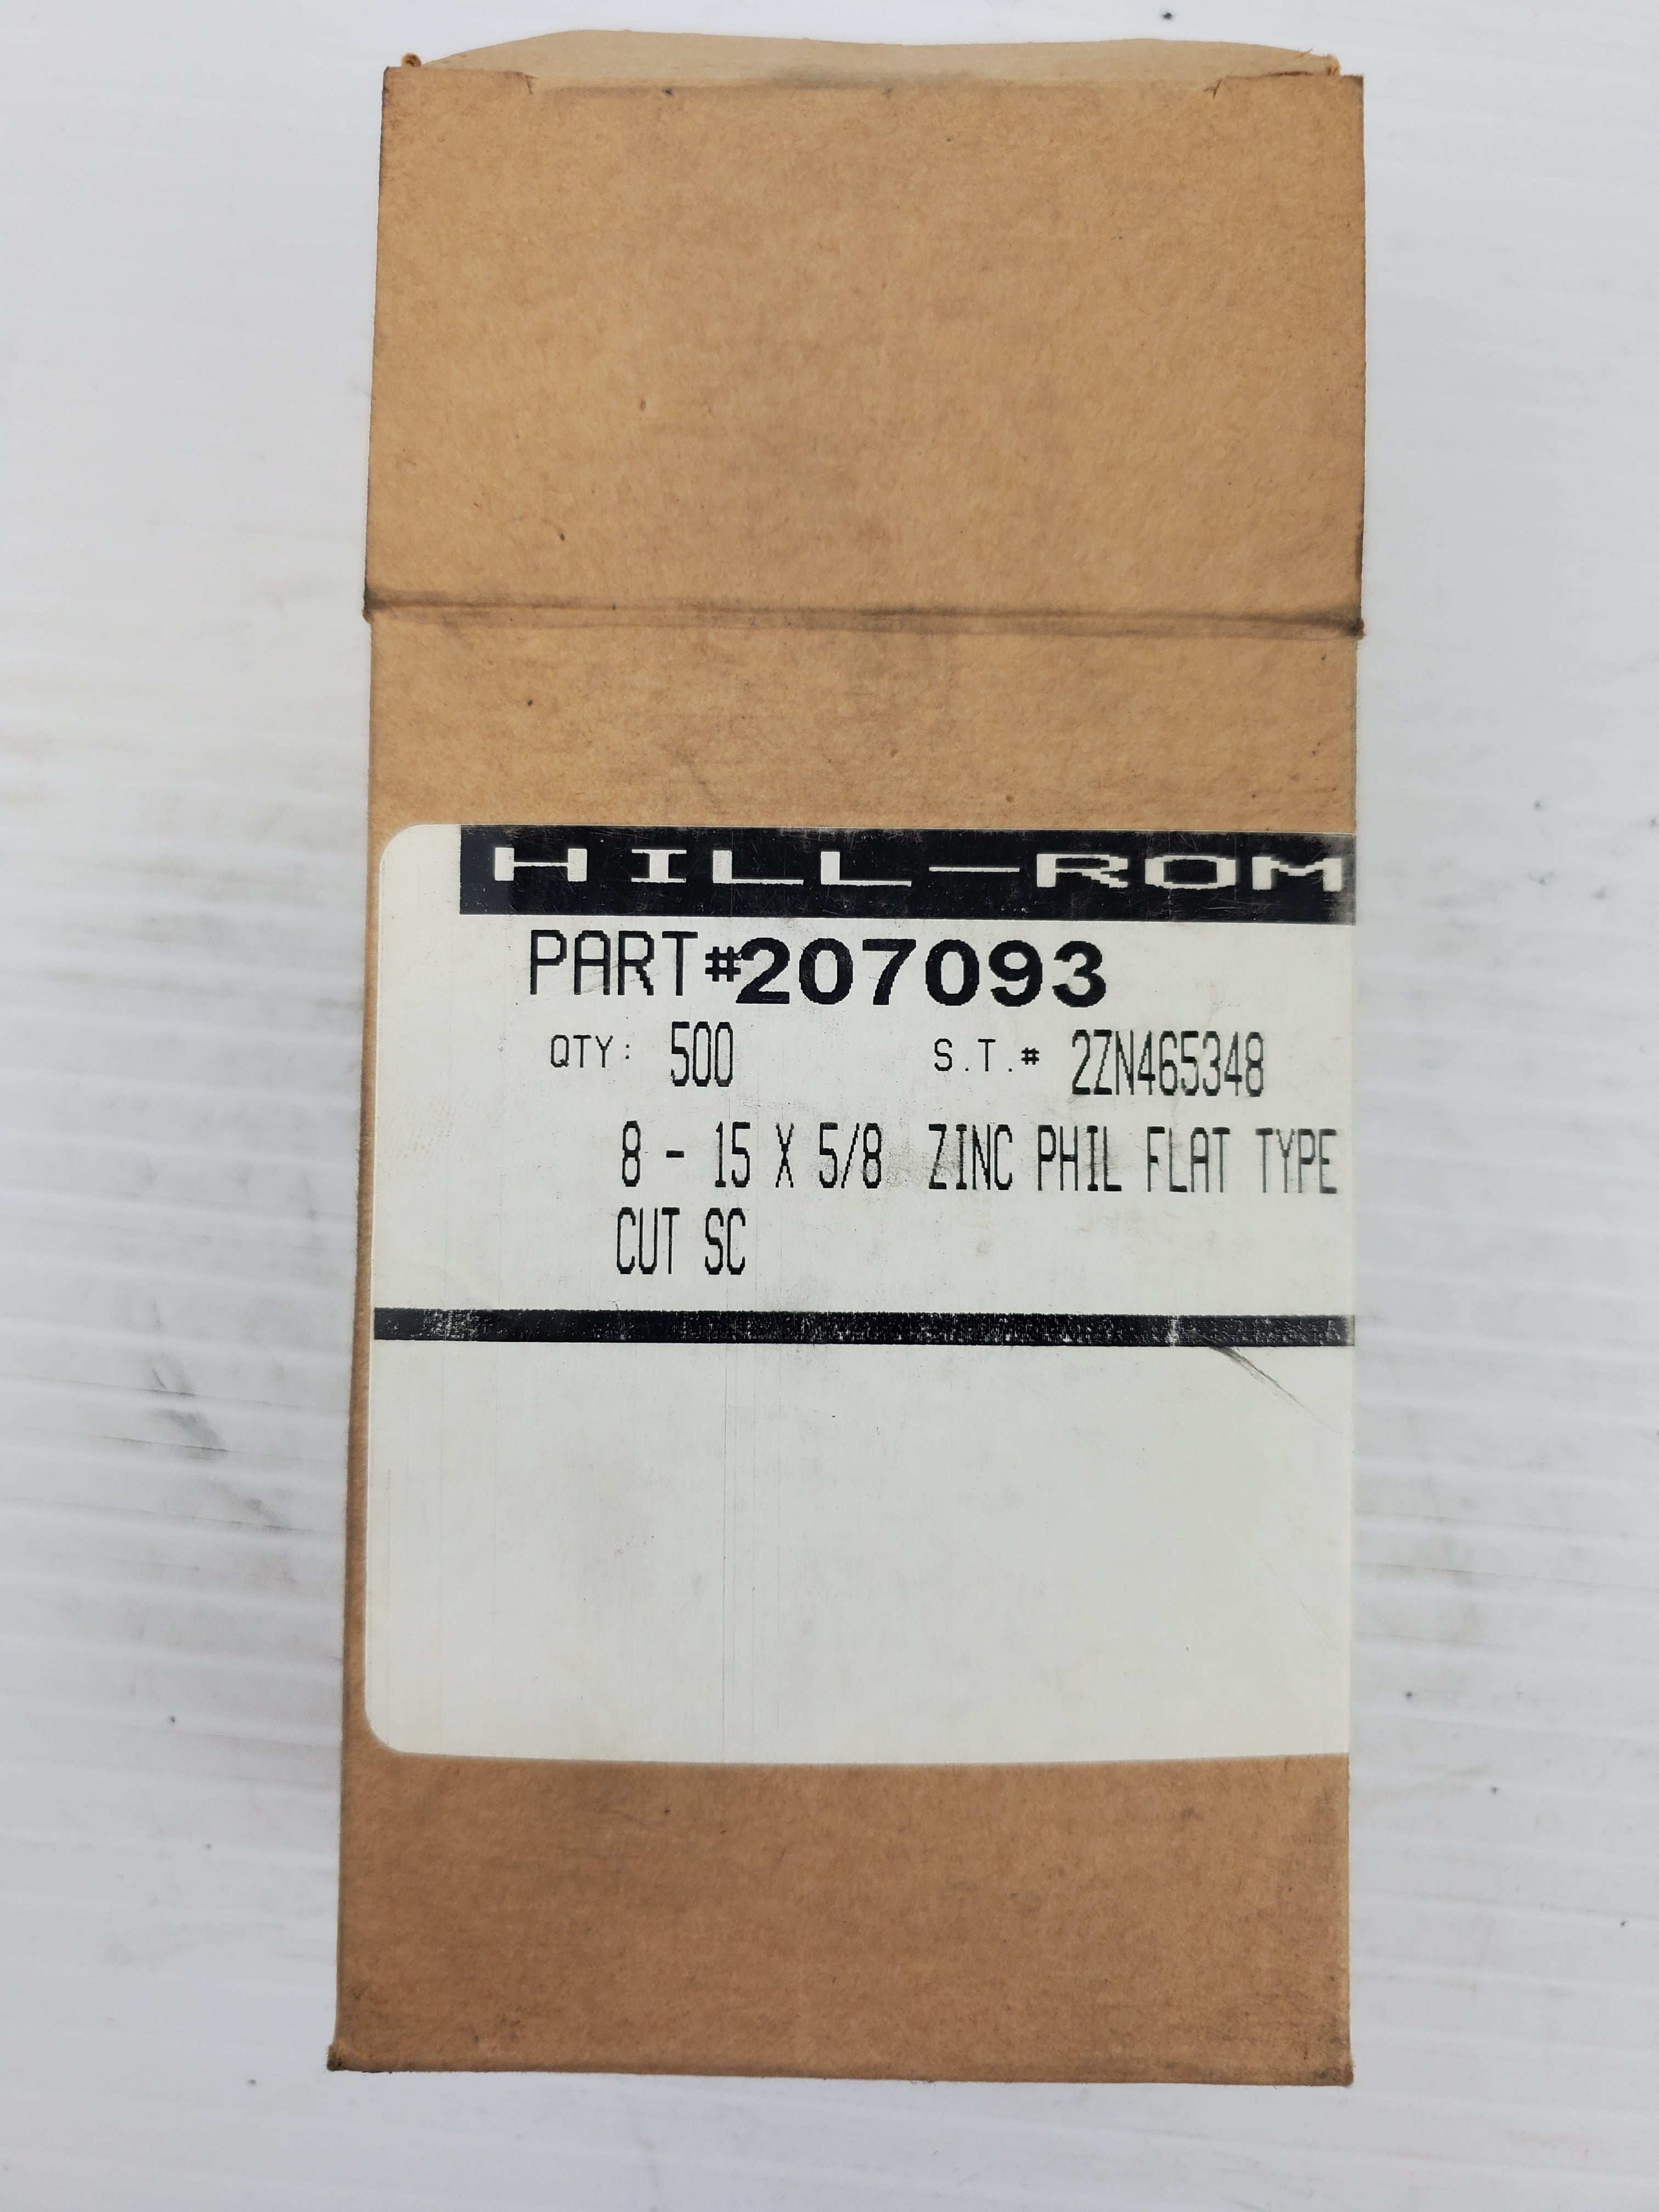 HILL-ROM
PART#207093
QTY: 500 S.T.# 2ZN465348
8 - 15 X 5/8 ZINC PHIL FLAT TYPE
CUT SC